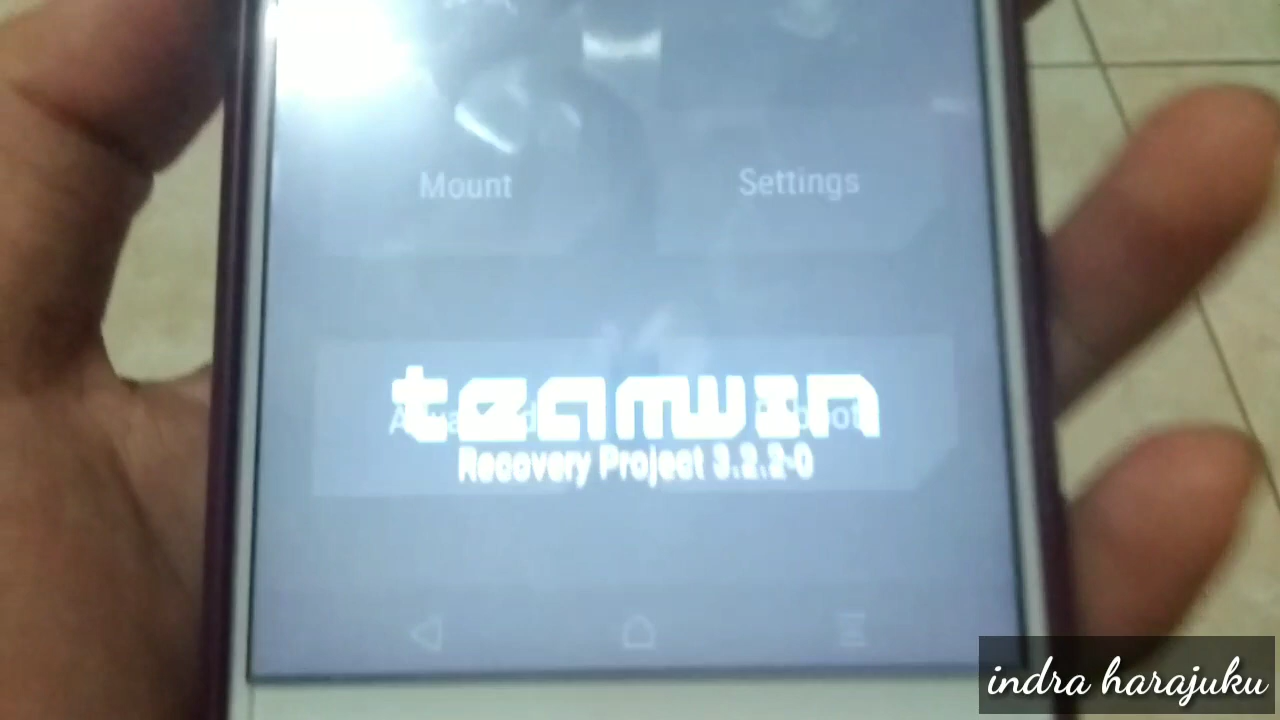 Mount
Settings
teamwin
Recovery Project 3.2.2-0
indra harajuku